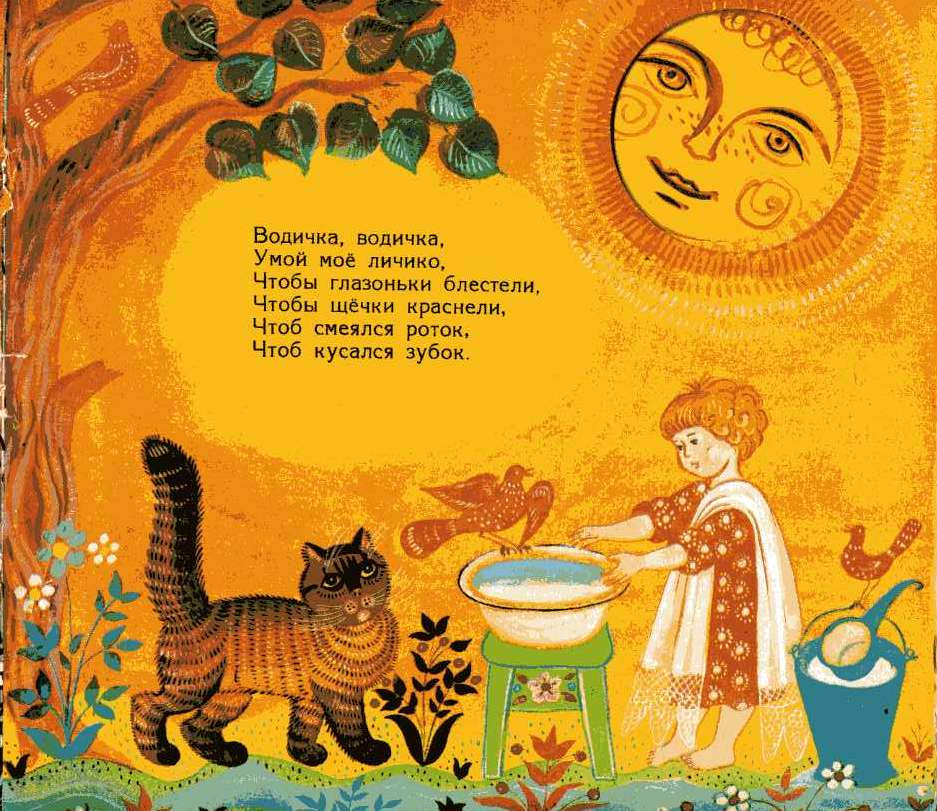 Водичка, водичка,
Умой моё личико,
Чтобы глазоньки блестели,
Чтобы щёчки краснели,
Чтоб смеялся роток,
Чтоб кусался зубок.